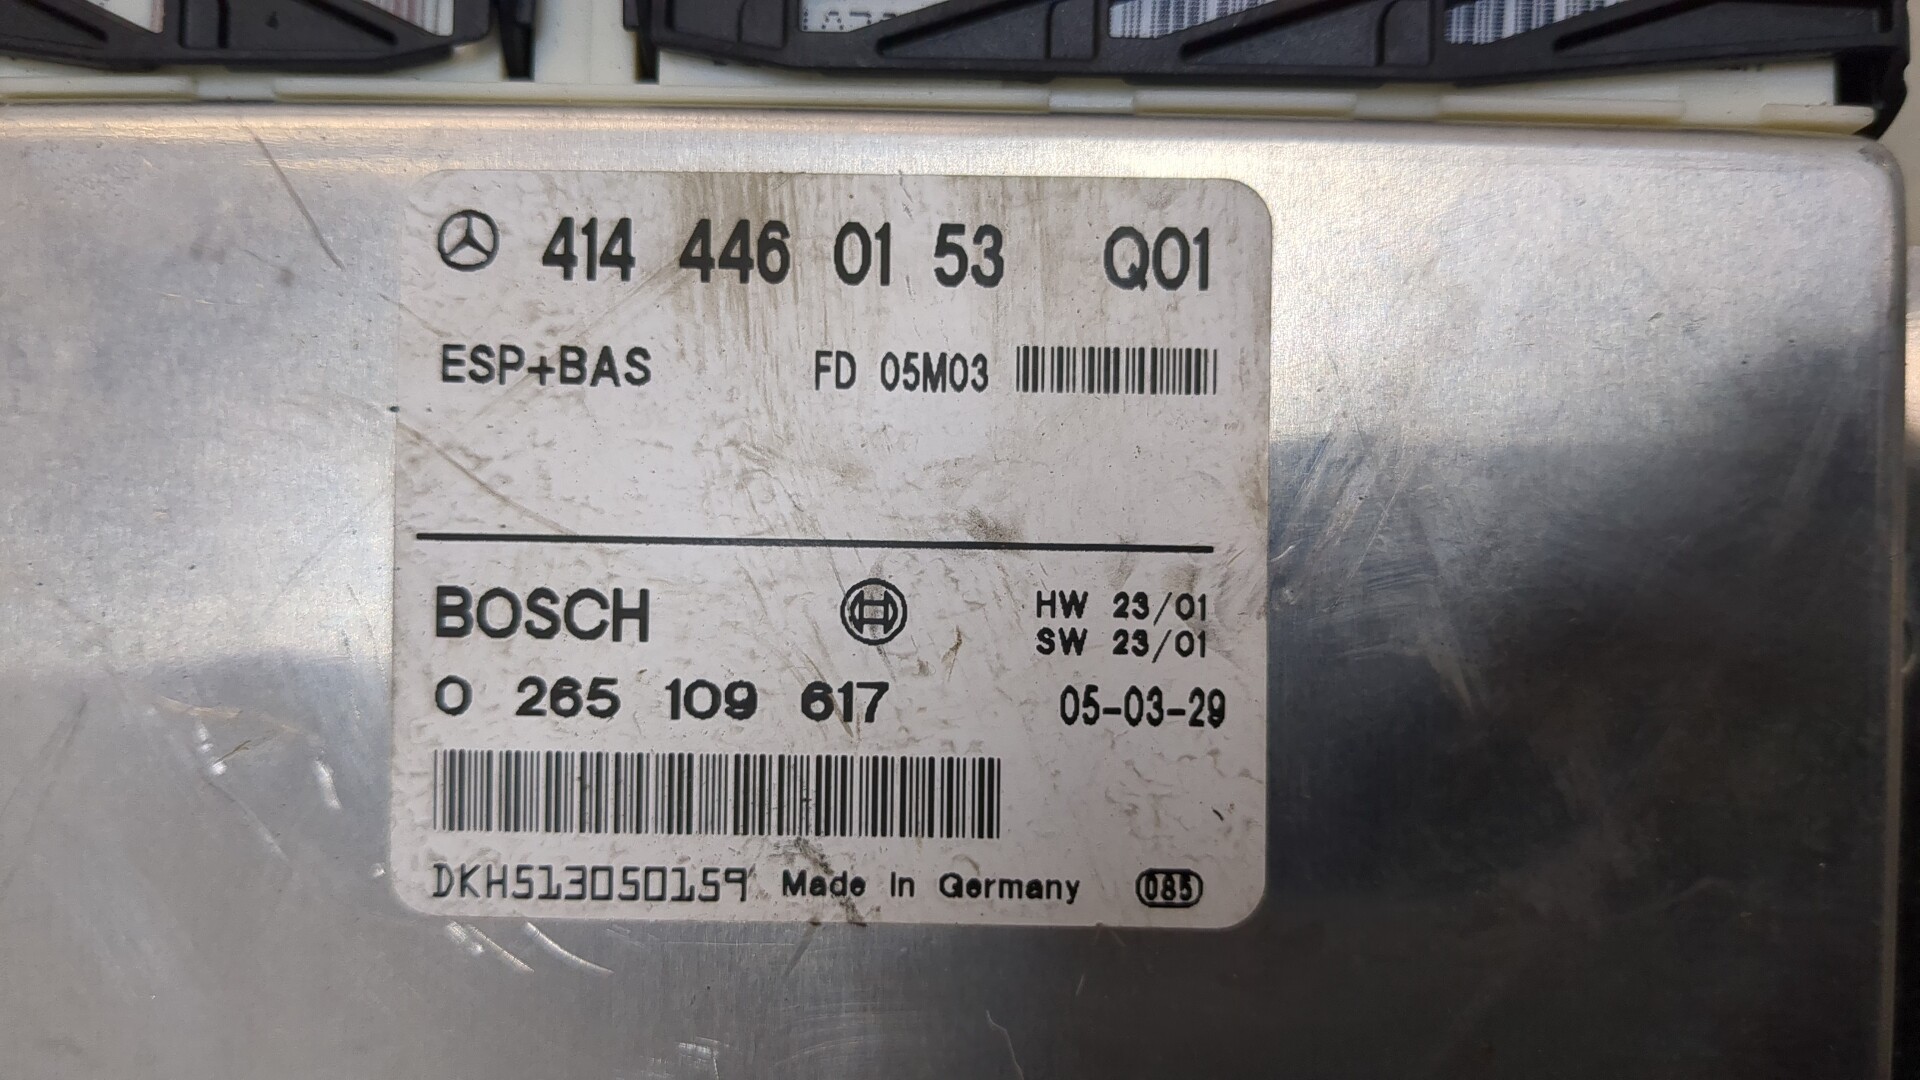 414 446 01 53 Q01
ESP+BAS FD 05M03
BOSCH HW 23/01
SW 23/01
0 265 109 617 05-03-29
DKH513050159 Made In Germany 085